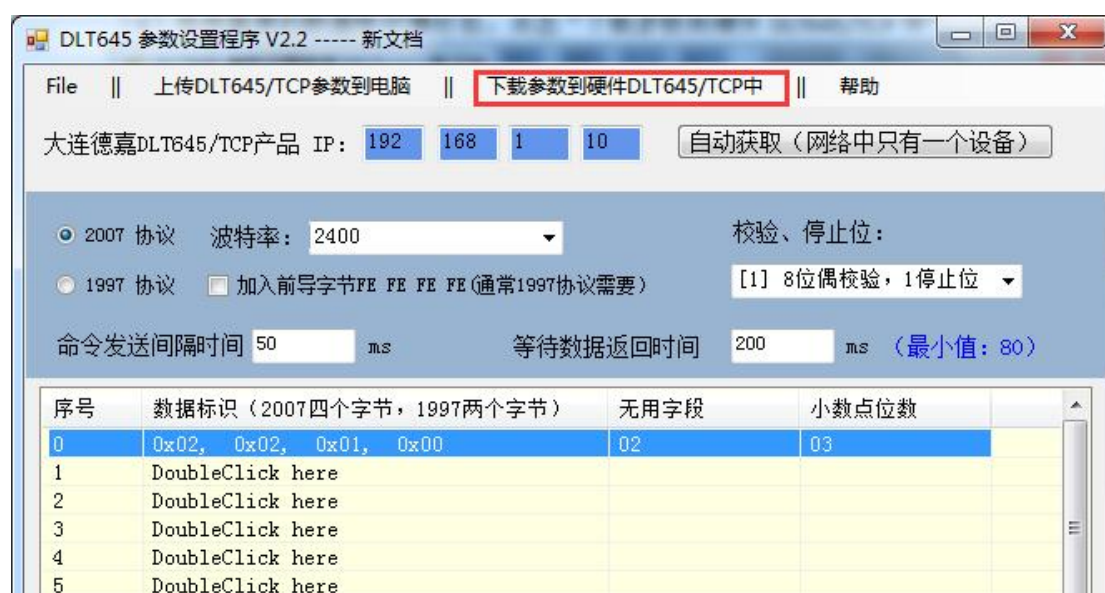 DLT645 参数设置程序 V2.2 ----- 新文档
File || 上传DLT645/TCP参数到电脑 || 下载参数到硬件DLT645/TCP中 || 帮助
大连德嘉DLT645/TCP产品 IP: 192 168 1 10 自动获取（网络中只有一个设备）
2007 协议 波特率: 2400 校验、停止位:
1997 协议 加入前导字节FE FE FE FE(通常1997协议需要) [1] 8位偶校验，1停止位
命令发送间隔时间 50 ms 等待数据返回时间 200 ms （最小值: 80）
序号 数据标识（2007四个字节，1997两个字节） 无用字段 小数点位数
0 0x02, 0x02, 0x01, 0x00 02 03
1 DoubleClick here
2 DoubleClick here
3 DoubleClick here
4 DoubleClick here
5 DoubleClick here